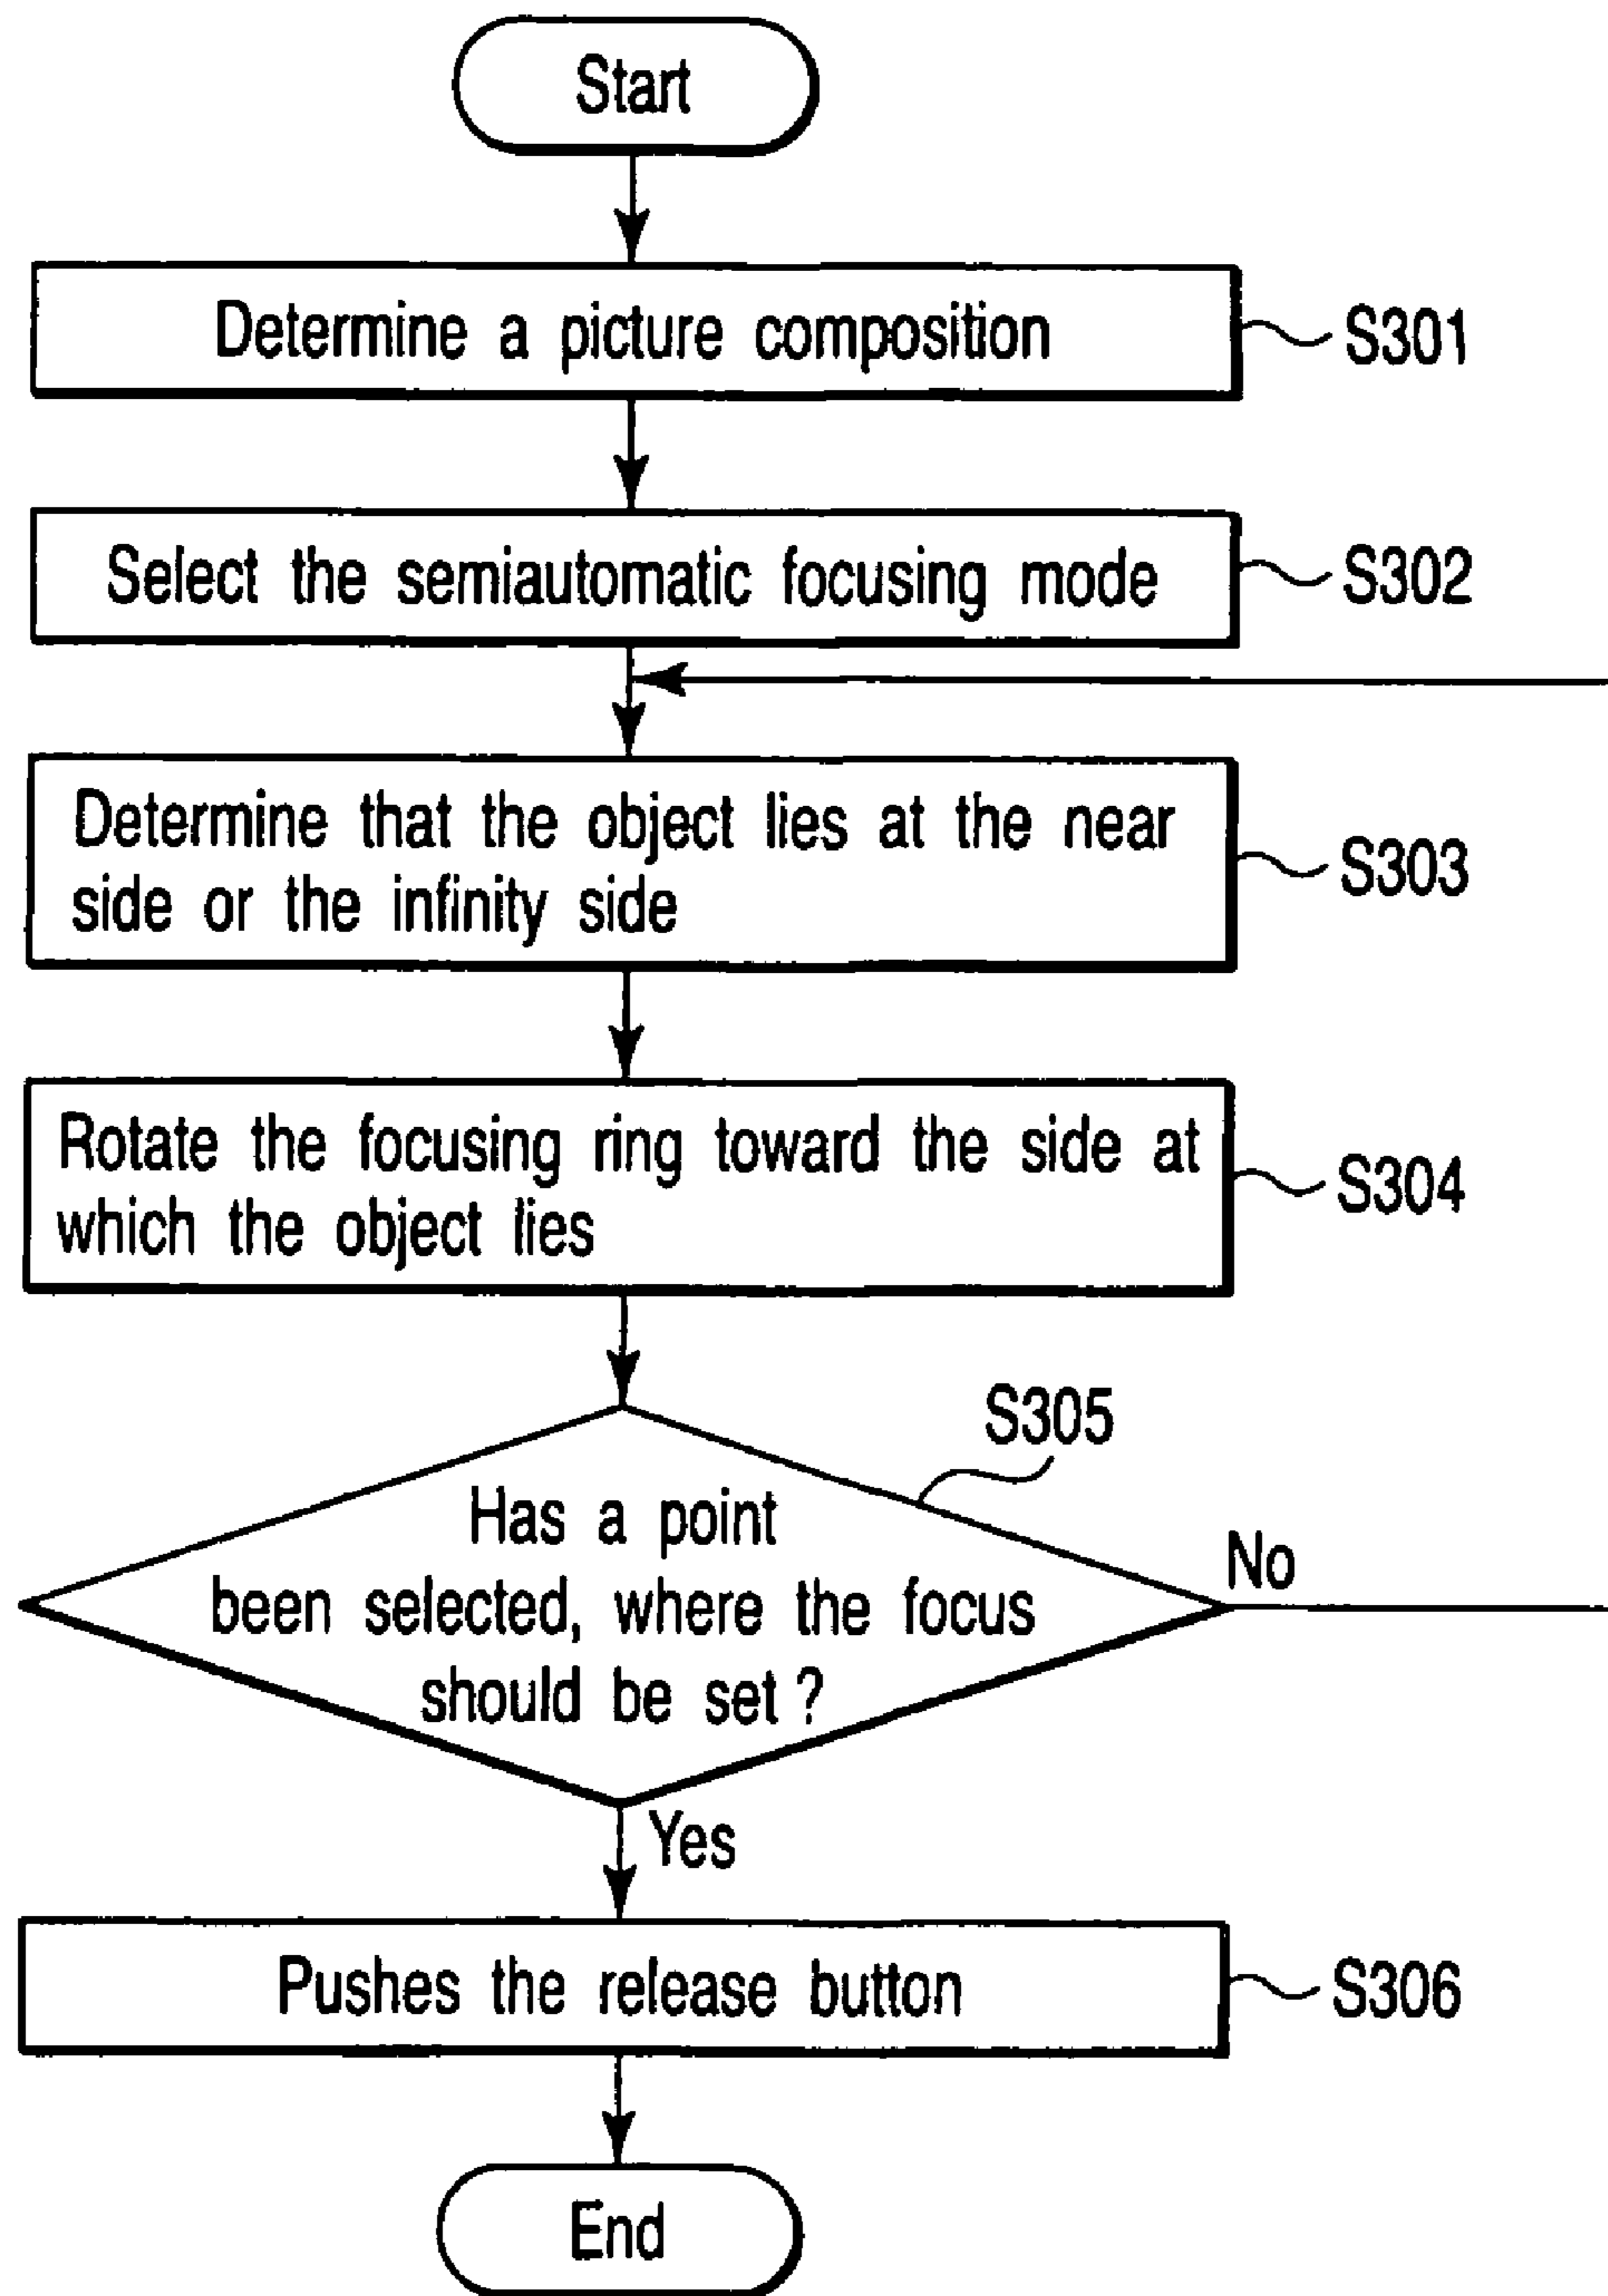 Start
Determine a picture composition
S301
Select the semiautomatic focusing mode
S302
Determine that the object lies at the near
side or the infinity side
S303
Rotate the focusing ring toward the side at
which the object lies
S304
S305
Has a point
been selected, where the focus
should be set ?
No
Yes
Pushes the release button
S306
End